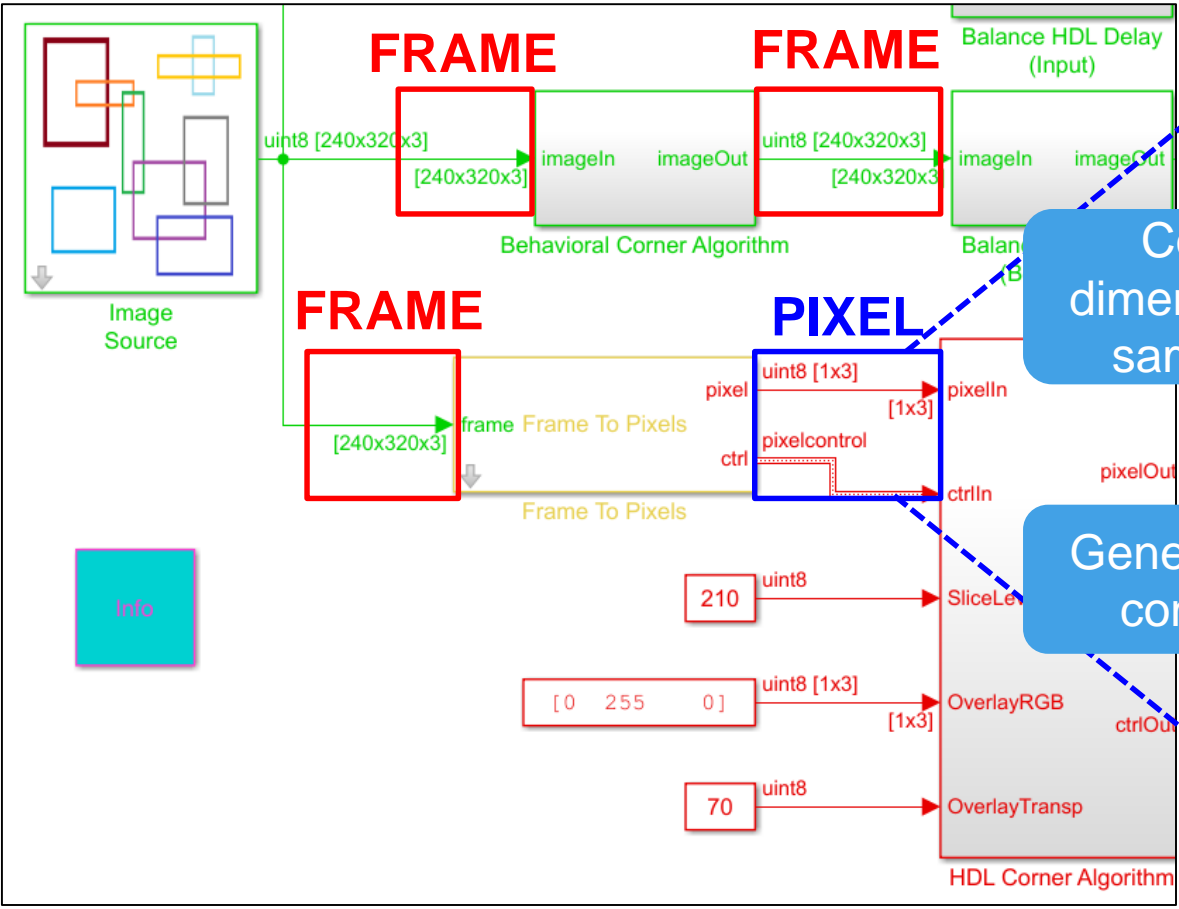 FRAME
FRAME
Balance HDL Delay
(Input)
uint8 [240x320x3]
[240x320x3]
imageIn
imageOut
uint8 [240x320x3]
[240x320x3
imageIn
imageOut
Behavioral Corner Algorithm
Image
Source
FRAME
PIXEL
[240x320x3]
frame
Frame To Pixels
pixel
ctrl
Frame To Pixels
uint8 [1x3]
[1x3]
pixelcontrol
pixelIn
ctrlIn
pixelOut
Info
210
uint8
[0 255 0]
uint8 [1x3]
[1x3]
OverlayRGB
ctrlOut
70
uint8
OverlayTransp
HDL Corner Algorithm